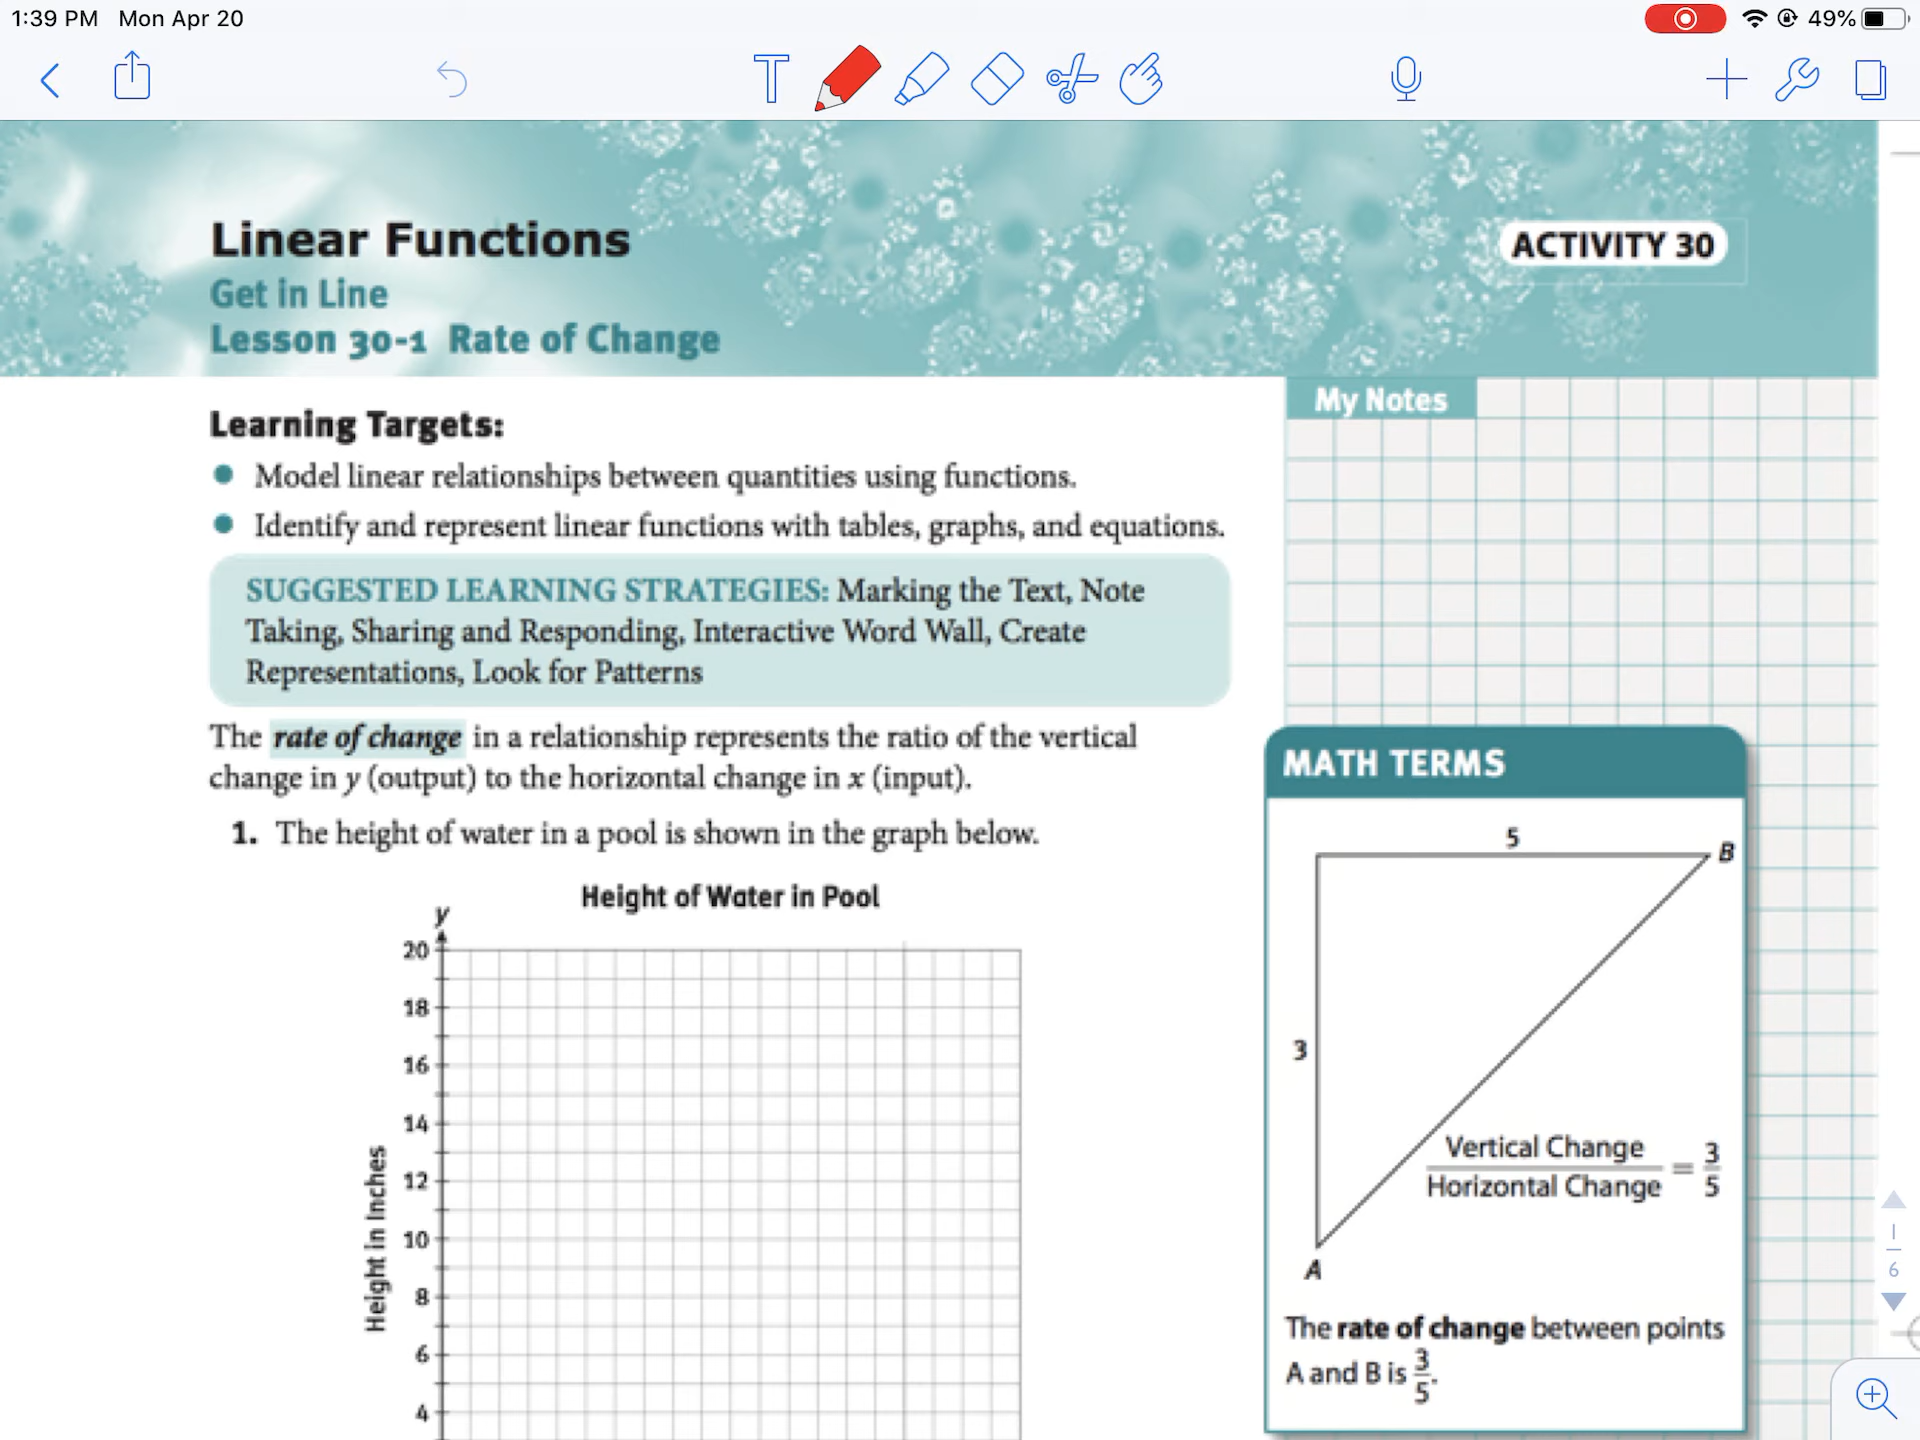 1:39 PM Mon Apr 20
49%
T
Linear Functions
Get in Line
Lesson 30-1 Rate of Change
ACTIVITY 30
My Notes
Learning Targets:
Model linear relationships between quantities using functions.
Identify and represent linear functions with tables, graphs, and equations.
SUGGESTED LEARNING STRATEGIES: Marking the Text, Note
Taking, Sharing and Responding, Interactive Word Wall, Create
Representations, Look for Patterns
The rate of change in a relationship represents the ratio of the vertical
change in y (output) to the horizontal change in x (input).
1. The height of water in a pool is shown in the graph below.
Height of Water in Pool
y
20
18
16
14
12
10
8
6
4
Height in Inches
MATH TERMS
5
B
3
A
Vertical Change
Horizontal Change
= 3
5
The rate of change between points
A and B is 3/5.
1
6